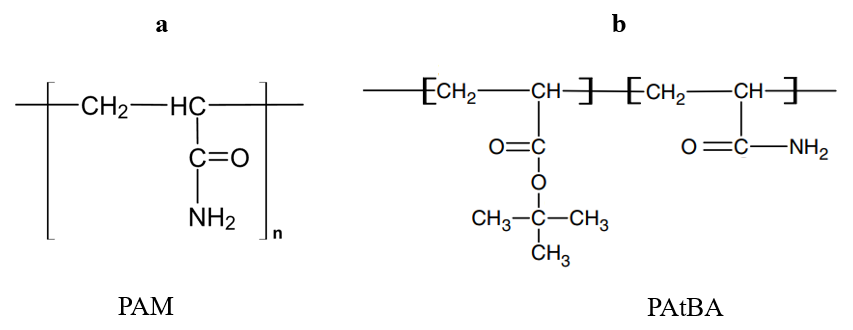 a
b
CH2 HC
C=O
NH2
n
PAM
CH2 CH CH2 CH
O=C O=C—NH2
O
CH3—C—CH3
CH3
PAtBA